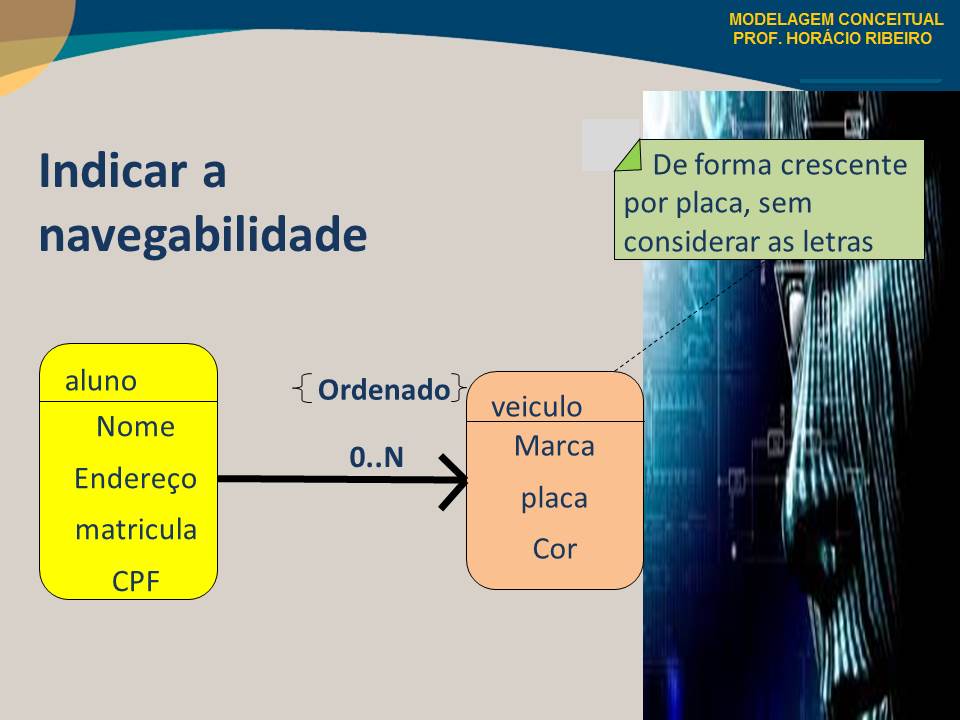 MODELAGEM CONCEITUAL
PROF. HORÁCIO RIBEIRO
Indicar a
navegabilidade
De forma crescente
por placa, sem
considerar as letras
aluno
Nome
Endereço
matricula
CPF
{ Ordenado }
0..N
veiculo
Marca
placa
Cor